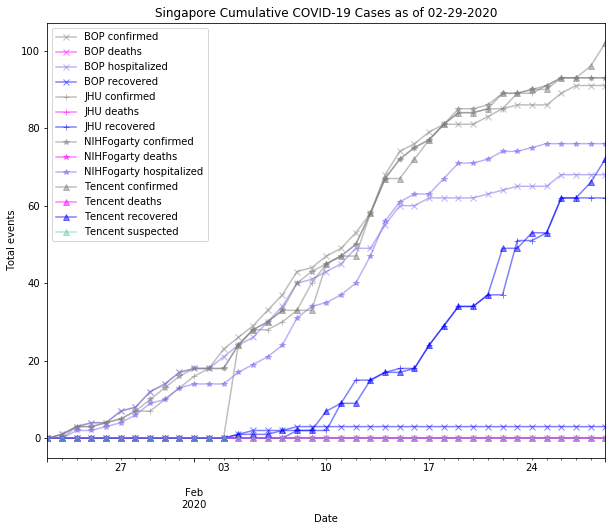 Singapore Cumulative COVID-19 Cases as of 02-29-2020
BOP confirmed
BOP deaths
BOP hospitalized
BOP recovered
JHU confirmed
JHU deaths
JHU recovered
NIHFogarty confirmed
NIHFogarty deaths
NIHFogarty hospitalized
Tencent confirmed
Tencent deaths
Tencent recovered
Tencent suspected
Total events
100
80
60
40
20
0
27 03 10 17 24
Feb
2020
Date